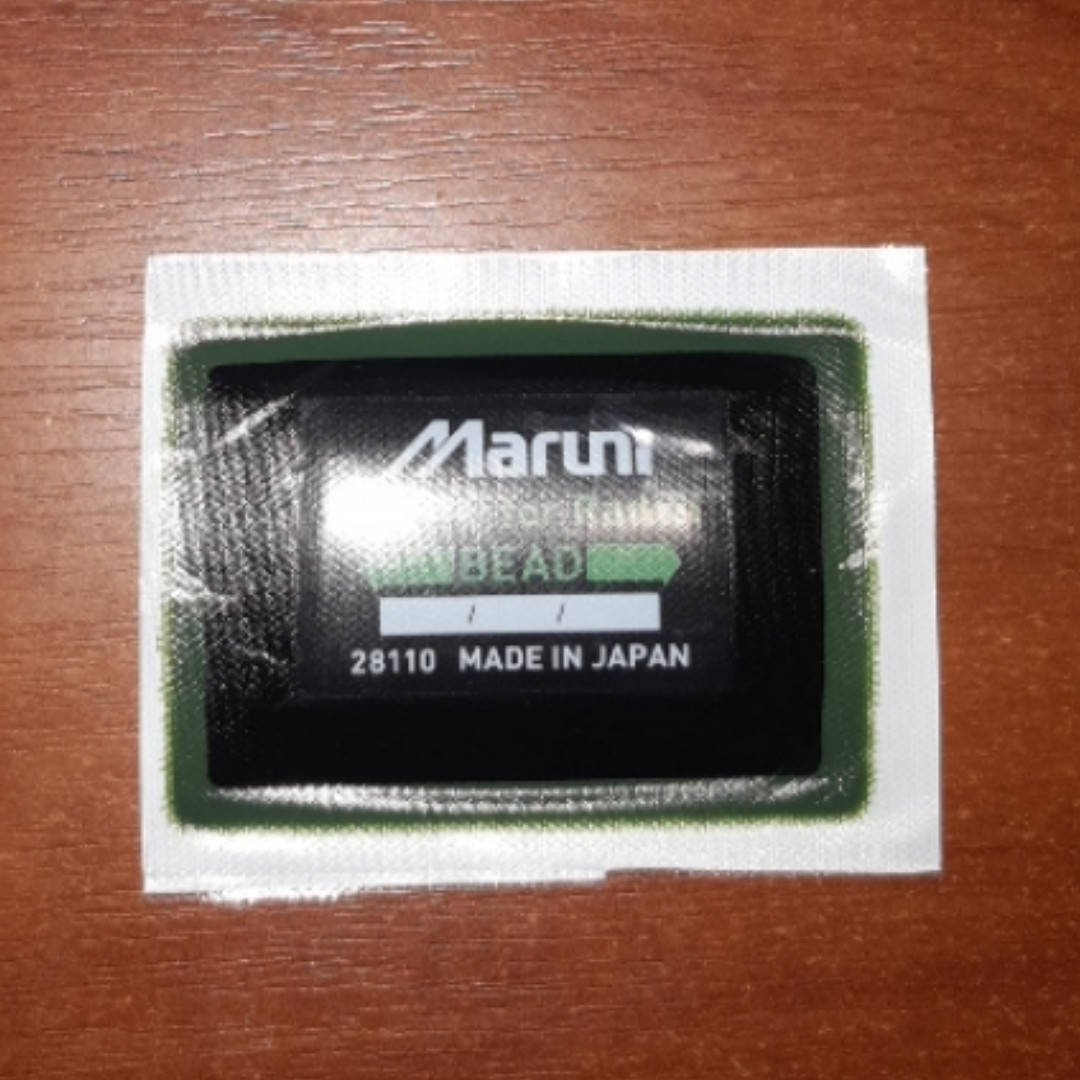 Maruni
BEAD
/ /
28110 MADE IN JAPAN